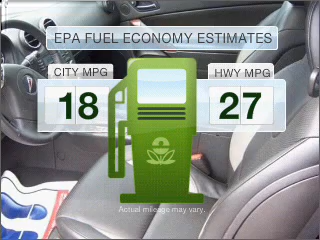 EPA FUEL ECONOMY ESTIMATES
CITY MPG
HWY MPG
18
27
Actual mileage may vary.